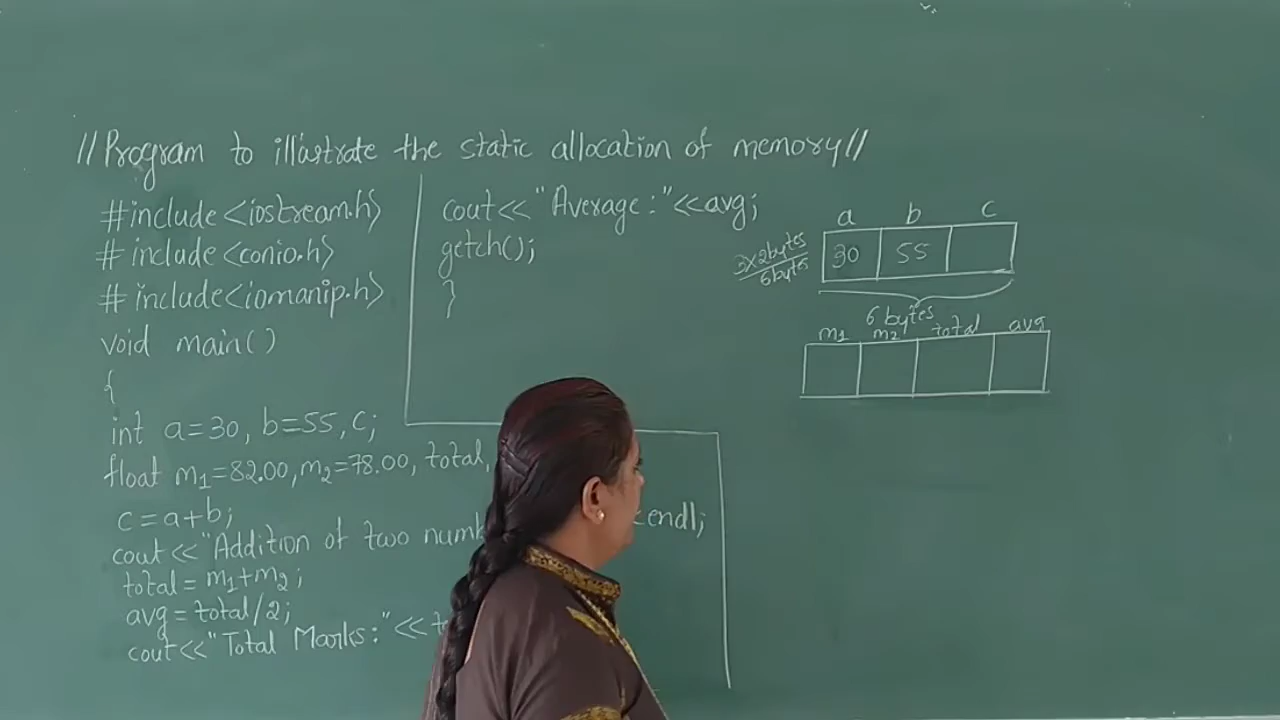 //Program to illustrate the static allocation of memory//
#include<iostream.h>
#include<conio.h>
#include<iomanip.h>
void main()
{
int a=30, b=55, c;
float m1=82.00, m2=78.00, total,
c=a+b;
cout<<"Addition of two <endl;
total=m1+m2;
avg=total/2;
cout<<"Total Marks:"<<
cout<<"Average:"<<avg;
getch();
}
a b c
3x2bytes
6bytes
30 55
6 bytes
m1 m2 total avg